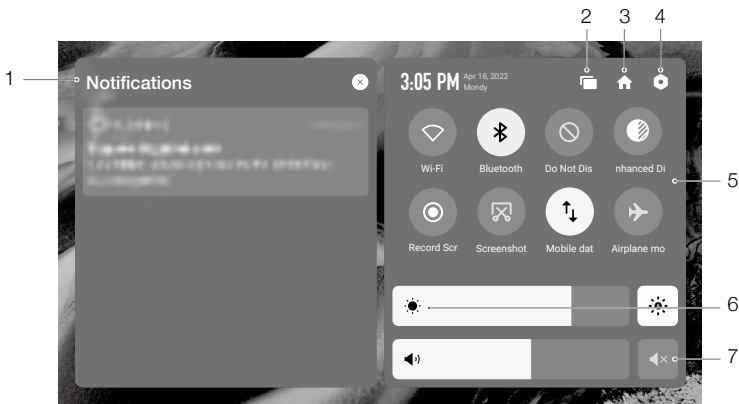 2 3 4
1 Notifications
3:05 PM Apr 18, 2022
Mondy
Wi-Fi Bluetooth Do Not Dis nhanced Di
5
Record Scr Screenshot Mobile dat Airplane mo
6
7